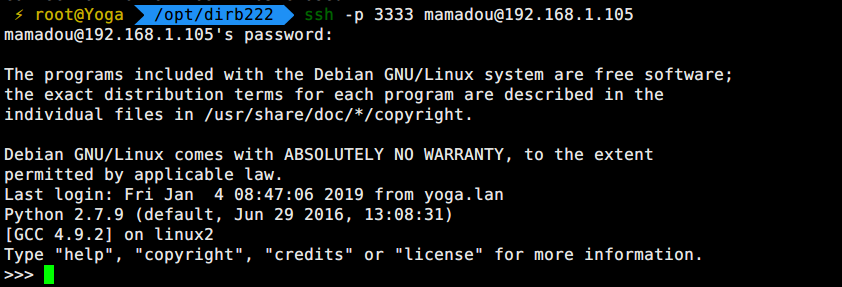 ⚡ root@Yoga /opt/dirb222 ssh -p 3333 mamadou@192.168.1.105
mamadou@192.168.1.105's password:

The programs included with the Debian GNU/Linux system are free software;
the exact distribution terms for each program are described in the
individual files in /usr/share/doc/*/copyright.

Debian GNU/Linux comes with ABSOLUTELY NO WARRANTY, to the extent
permitted by applicable law.
Last login: Fri Jan  4 08:47:06 2019 from yoga.lan
Python 2.7.9 (default, Jun 29 2016, 13:08:31)
[GCC 4.9.2] on linux2
Type "help", "copyright", "credits" or "license" for more information.
>>>